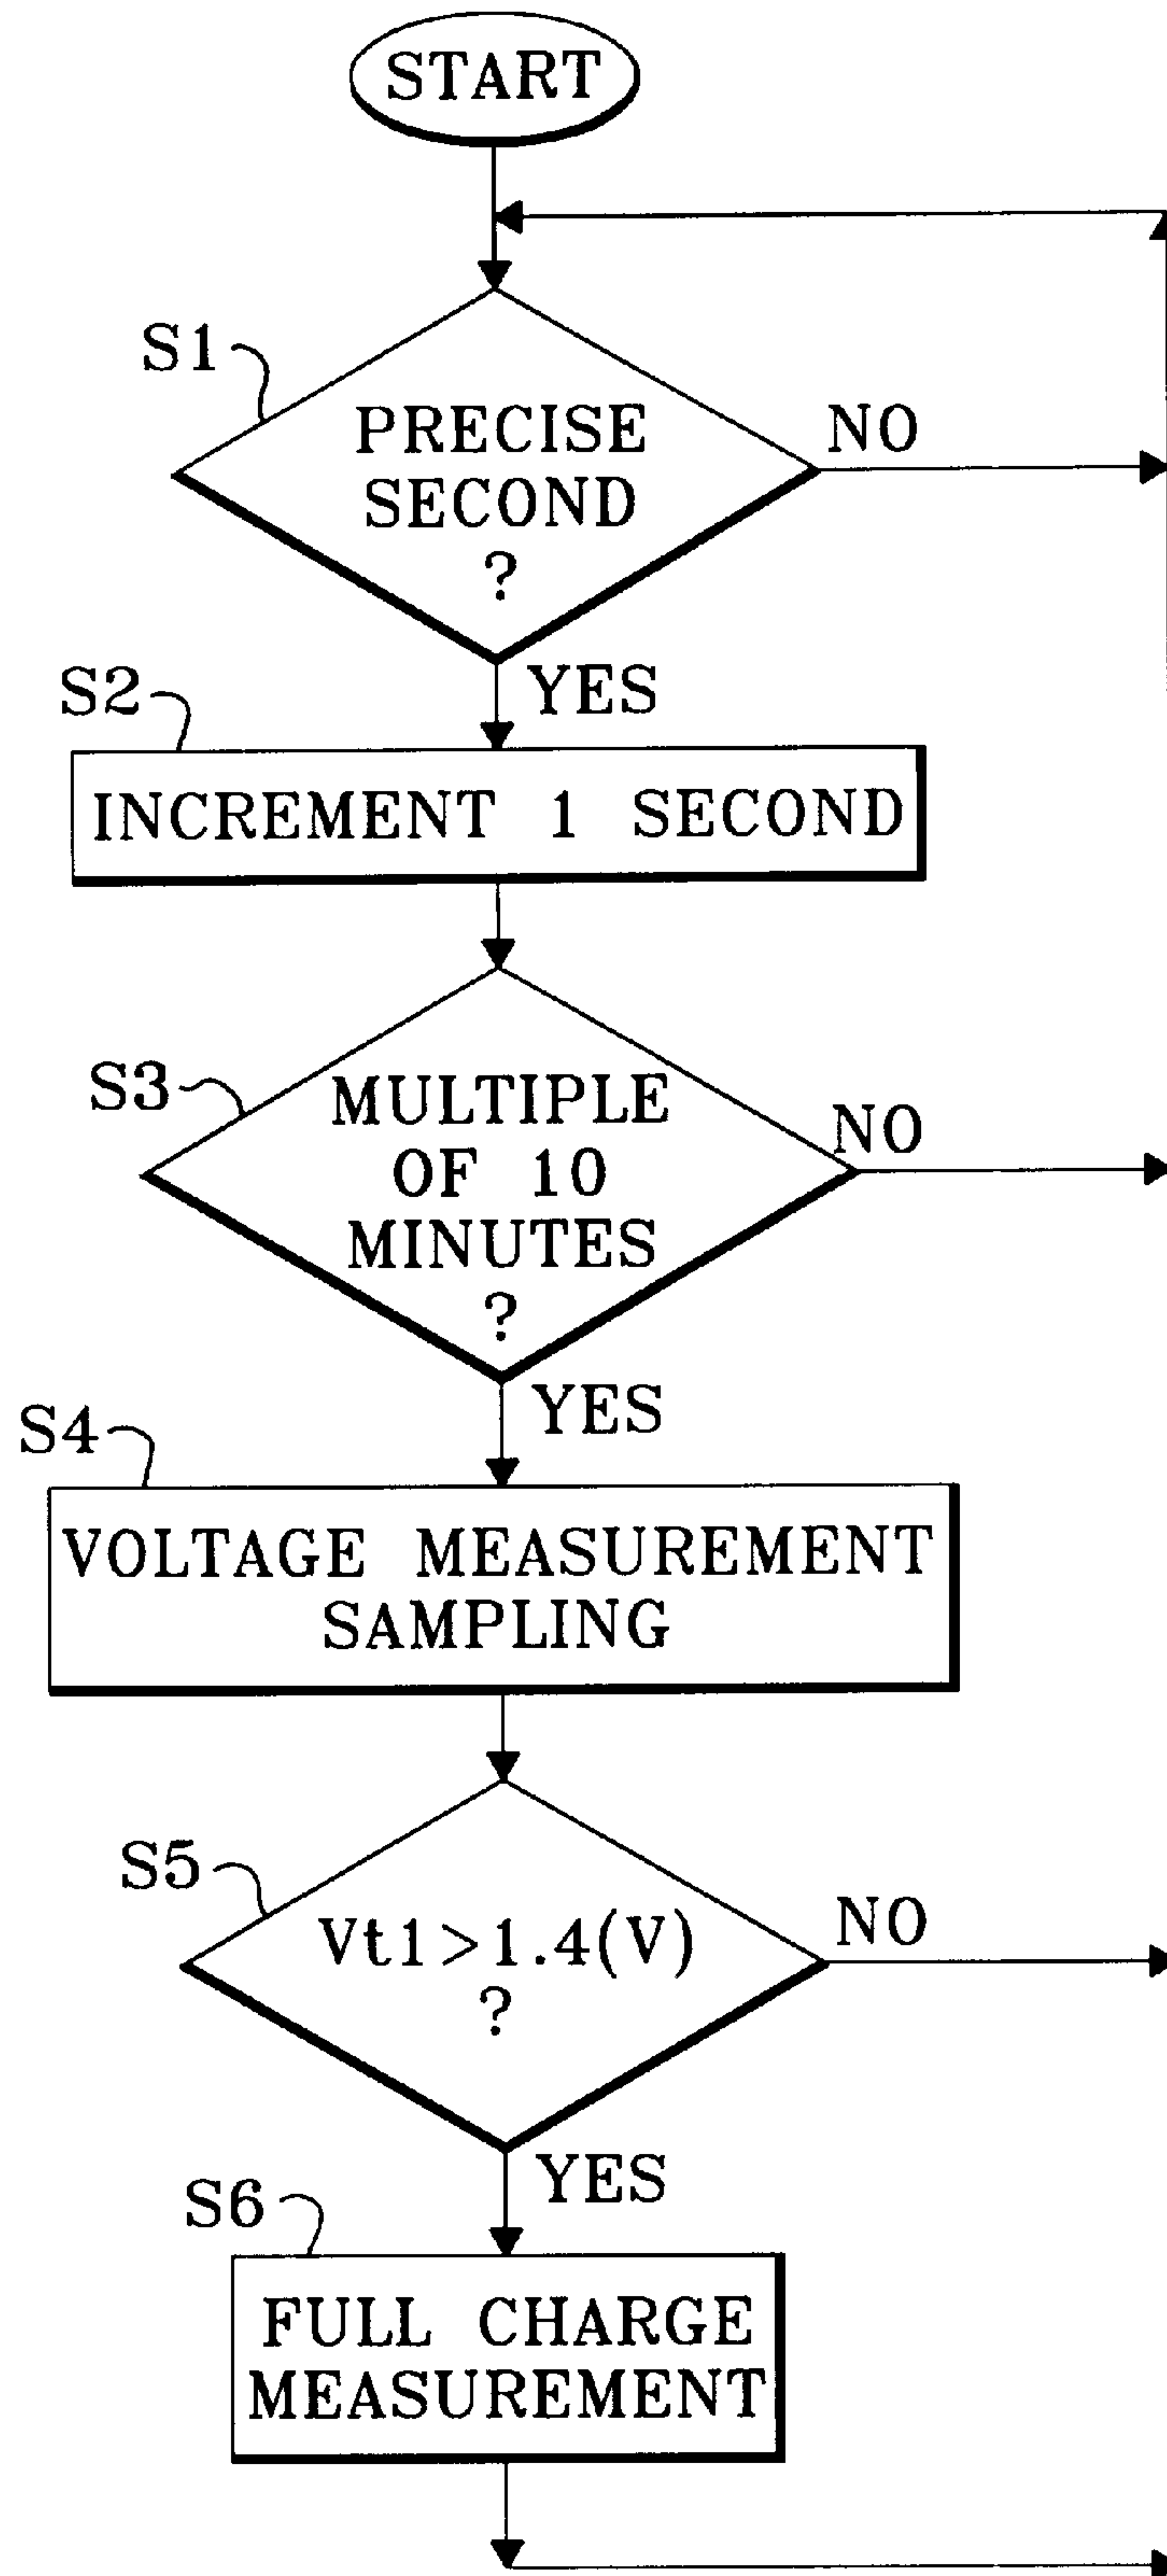 START
S1
PRECISE
SECOND
?
NO
YES
S2
INCREMENT 1 SECOND
S3
MULTIPLE
OF 10
MINUTES
?
NO
YES
S4
VOLTAGE MEASUREMENT
SAMPLING
S5
Vt1>1.4(V)
?
NO
YES
S6
FULL CHARGE
MEASUREMENT